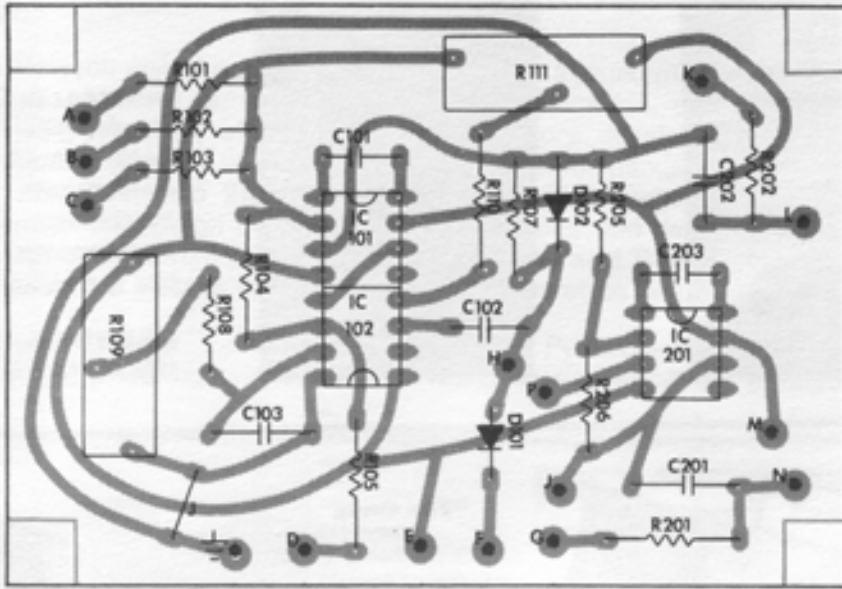 R101
R111
K
A
R102
C101
B
R103
C202
R202
C
R110
R107
D102
R205
L
IC
101
C203
R104
IC
102
C102
R109
R108
IC
201
H
P
R206
C103
D101
M
R105
C201
N
J
J
R201
D
E
F
G